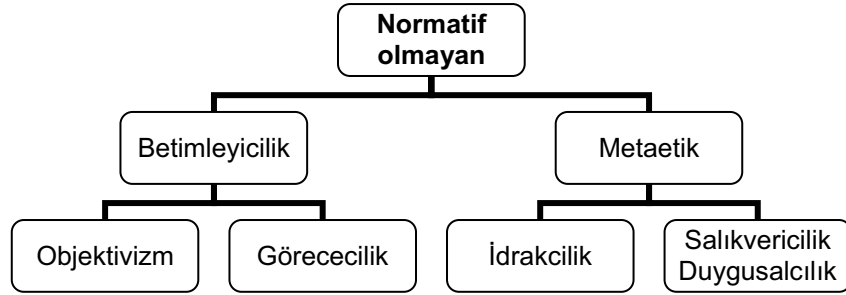 Normatif
olmayan
Betimleyicilik
Metaetik
Objektivizm
Görececilik
İdrakcilik
Salıkvericilik
Duygusalcılık